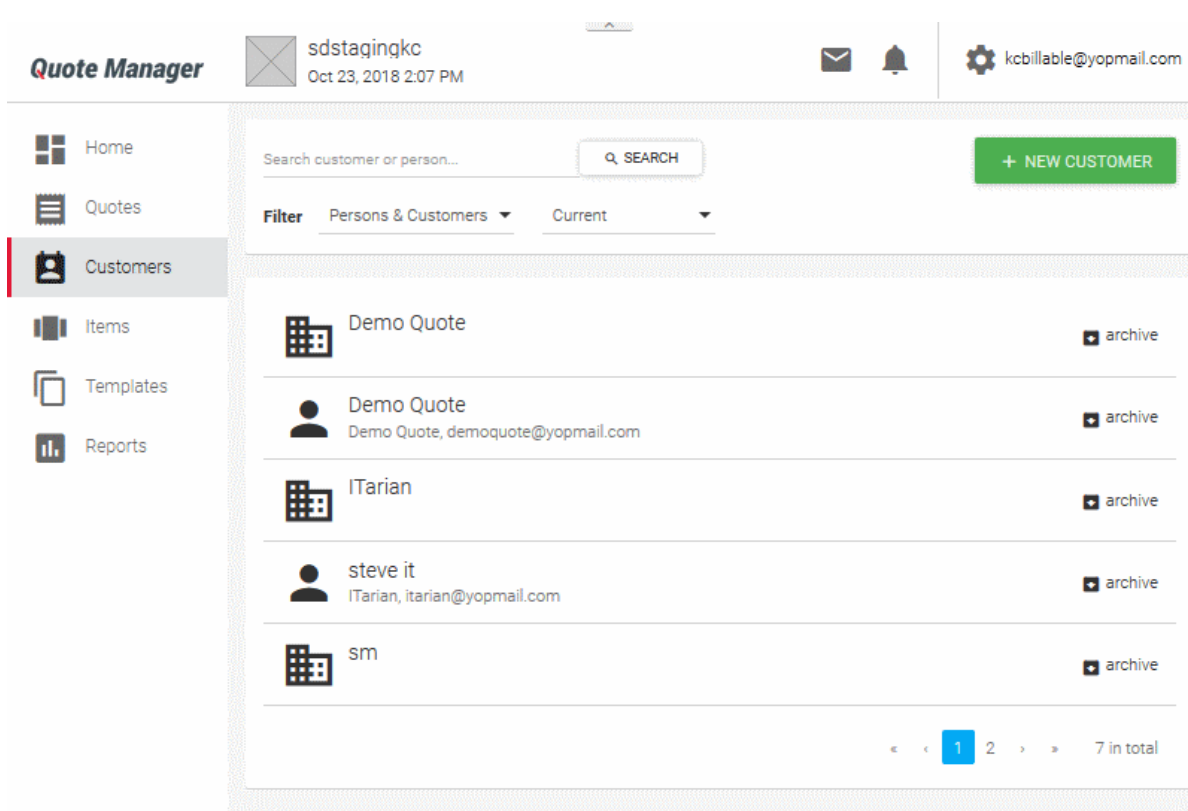 Quote Manager
sdstagingkc
Oct 23, 2018 2:07 PM
kcbillable@yopmail.com
Home
Quotes
Customers
Items
Templates
Reports
Search customer or person...
SEARCH
+ NEW CUSTOMER
Filter Persons & Customers Current
Demo Quote
archive
Demo Quote
Demo Quote, demoquote@yopmail.com
archive
ITarian
archive
steve it
ITarian, itarian@yopmail.com
archive
sm
archive
« ‹ 1 2 › » 7 in total